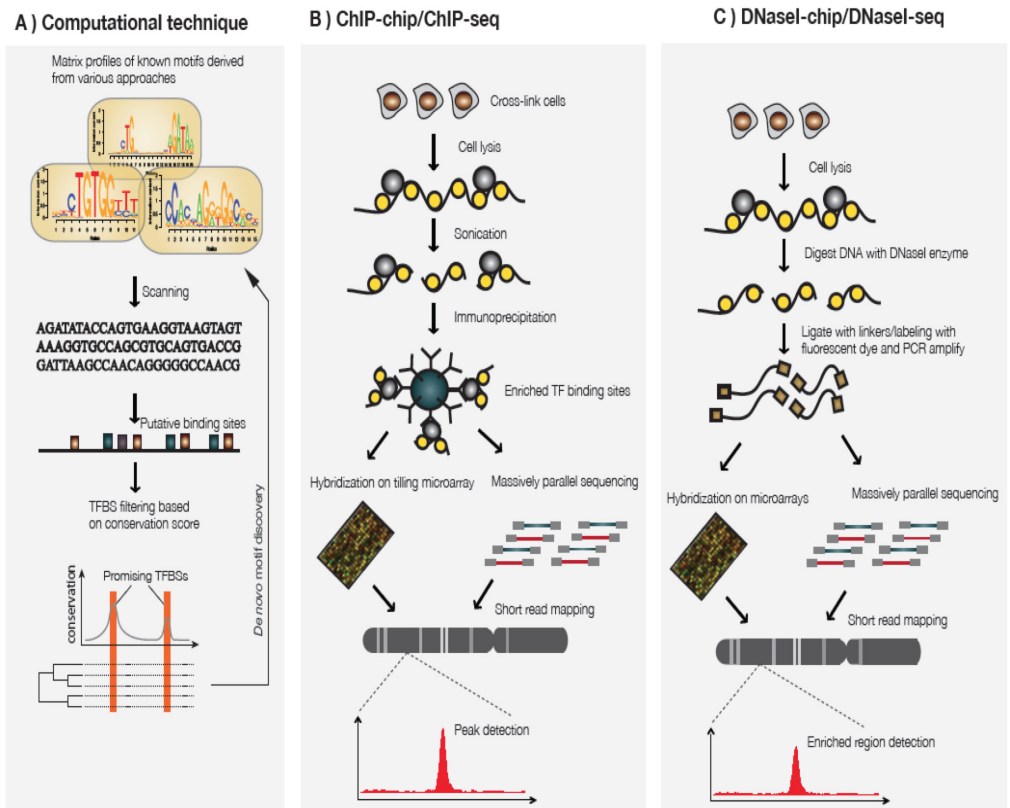 A ) Computational technique
Matrix profiles of known motifs derived
from various approaches
Scanning
AGATATACCAGTGAAGGTAAGTAGT
AAAGGTGCCAGCGTGCAGTGACCG
GATTAAGCCAACAGGGGGCCAACG
Putative binding sites
TFBS filtering based
on conservation score
Promising TFBSs
conservation
De novo motif discovery
B ) ChIP-chip/ChIP-seq
Cross-link cells
Cell lysis
Sonication
Immunoprecipitation
Enriched TF binding sites
Hybridization on tilling microarray
Massively parallel sequencing
Short read mapping
Peak detection
C ) DNaseI-chip/DNaseI-seq
Cell lysis
Digest DNA with DNaseI enzyme
Ligate with linkers/labeling with
fluorescent dye and PCR amplify
Hybridization on microarrays
Massively parallel sequencing
Short read mapping
Enriched region detection